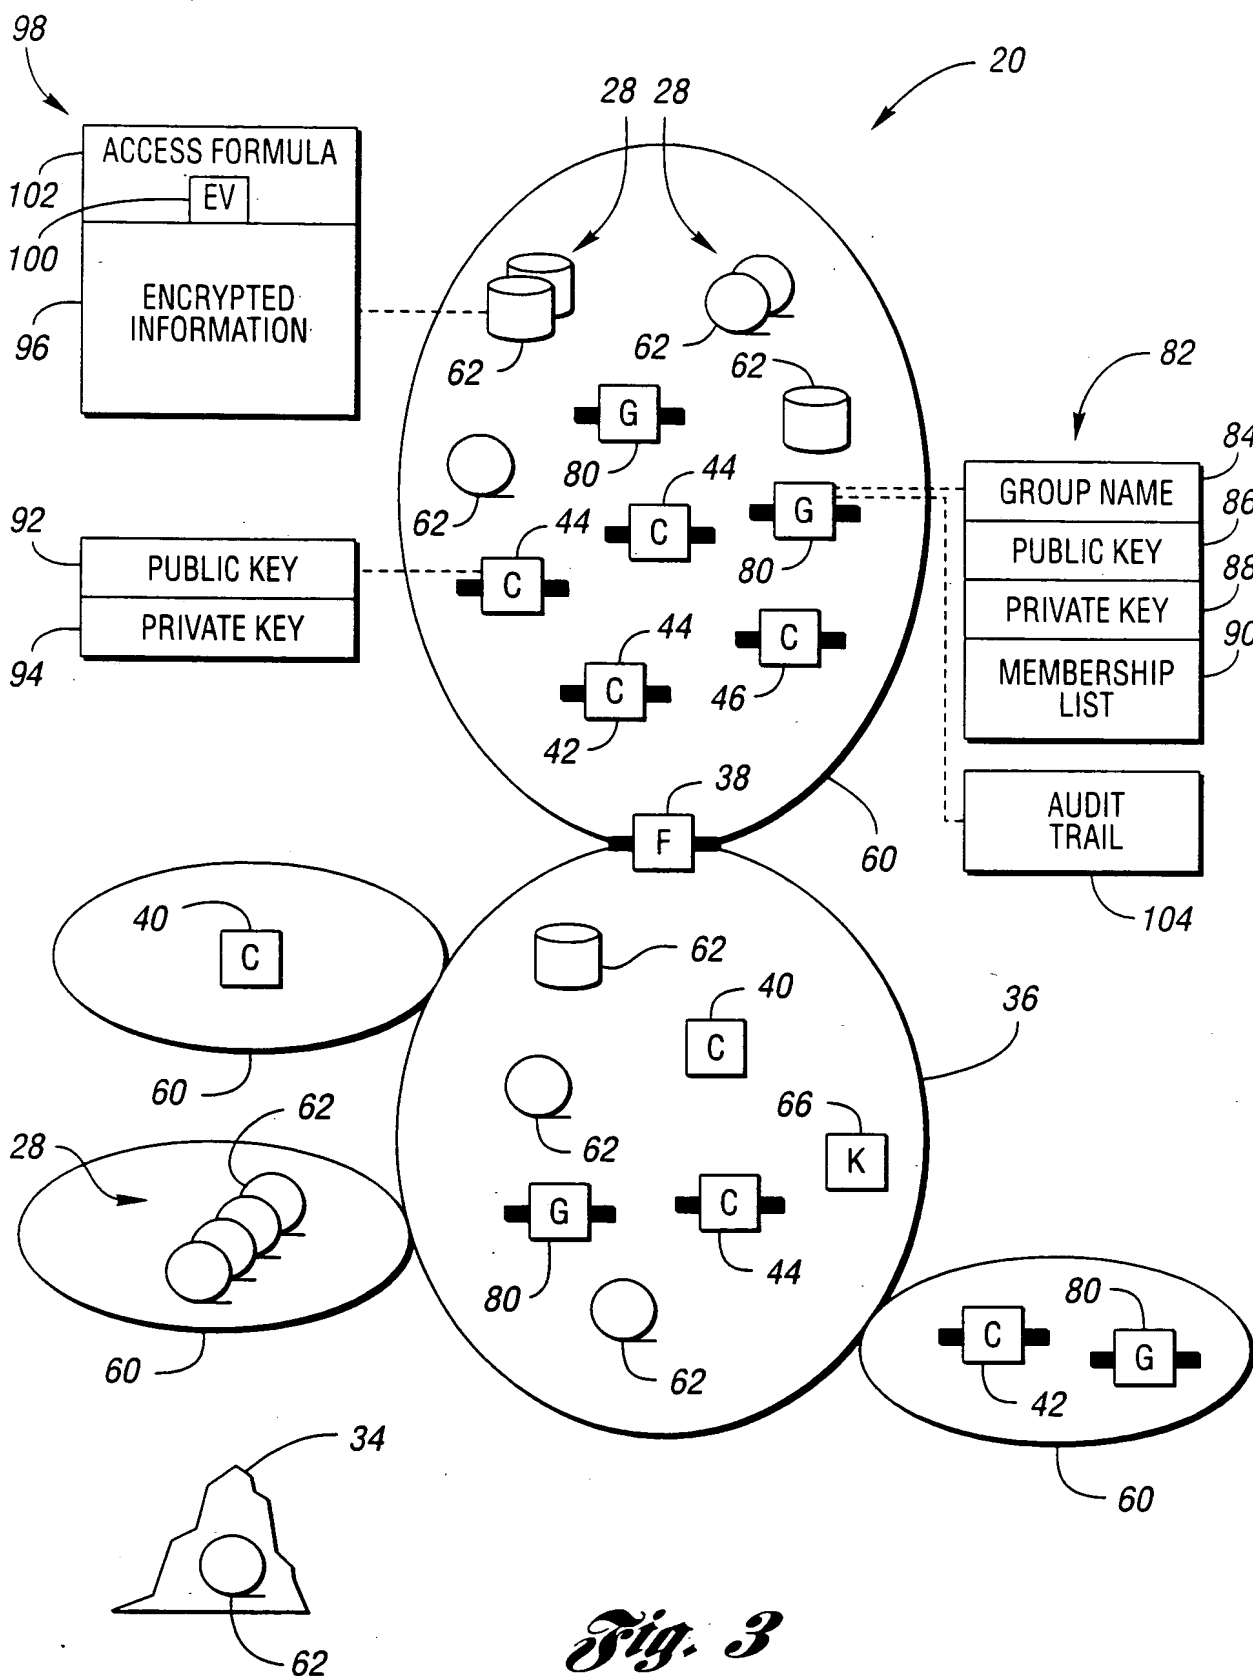 98
20
28 28
ACCESS FORMULA
102
EV
100
ENCRYPTED
INFORMATION
96
62
62
62
82
G
80
84
GROUP NAME
44
62
G
86
C
80
PUBLIC KEY
92
44
88
PUBLIC KEY
C
PRIVATE KEY
PRIVATE KEY
94
44
C
90
MEMBERSHIP
LIST
C
46
42
38
F
60
AUDIT
TRAIL
104
40
C
62
40
36
C
60
62
66
28
62
K
G
C
80
44
60
62
80
C
G
42
34
60
62
Fig. 3